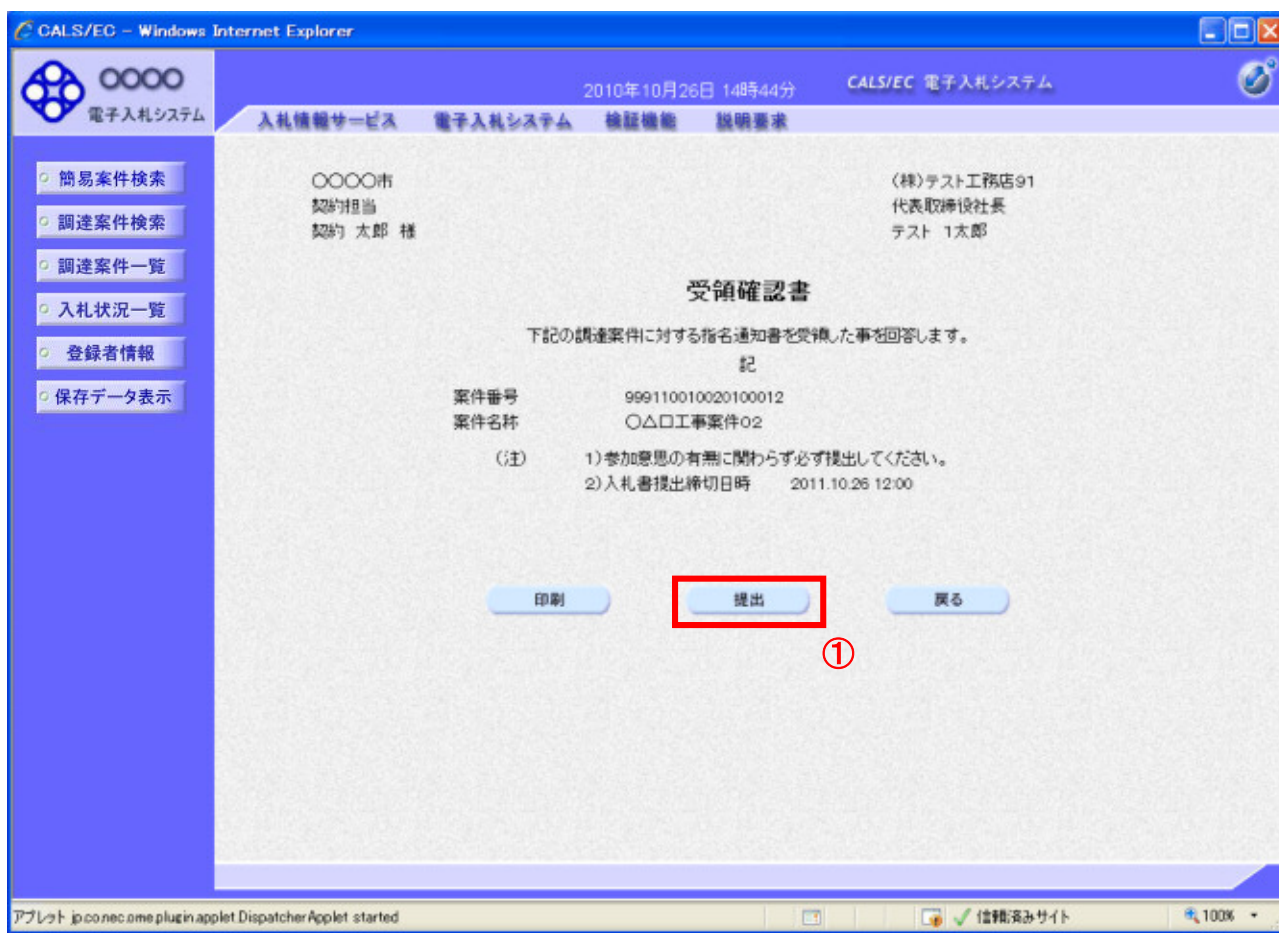 CALS/EC - Windows Internet Explorer
〇〇〇〇
電子入札システム
2010年10月26日 14時44分
CALS/EC 電子入札システム
入札情報サービス 電子入札システム 検証機能 説明要求
簡易案件検索
調達案件検索
調達案件一覧
入札状況一覧
登録者情報
保存データ表示
〇〇〇〇市
契約担当
契約 太郎 様
(株)テスト工務店91
代表取締役社長
テスト 1太郎
受領確認書
下記の調達案件に対する指名通知書を受領した事を回答します。
記
案件番号 999110010020100012
案件名称 〇△口工事案件02
(注) 1)参加意思の有無に関わらず必ず提出してください。
2)入札書提出締切日時 2011.10.26 12:00
印刷
提出
戻る
①
アプレット jp.co.nec.ome.plugin.applet.DispatcherApplet started
信頼済みサイト
100%